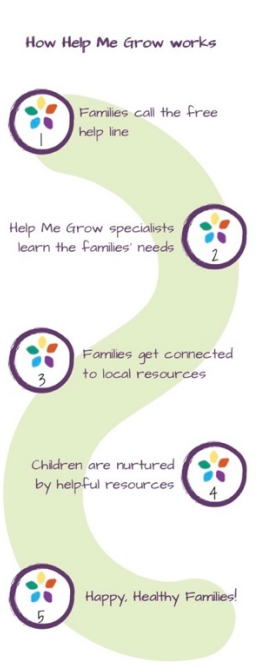 How Help Me Grow works
Families call the free
help line
1
Help Me Grow specialists
learn the families' needs
2
Families get connected
to local resources
3
Children are nurtured
by helpful resources
4
Happy, Healthy Families!
5